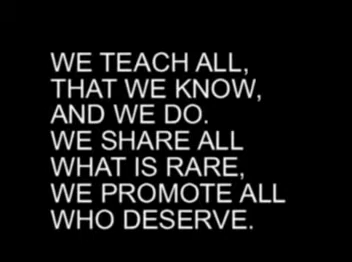 WE TEACH ALL,
THAT WE KNOW,
AND WE DO.
WE SHARE ALL
WHAT IS RARE,
WE PROMOTE ALL
WHO DESERVE.